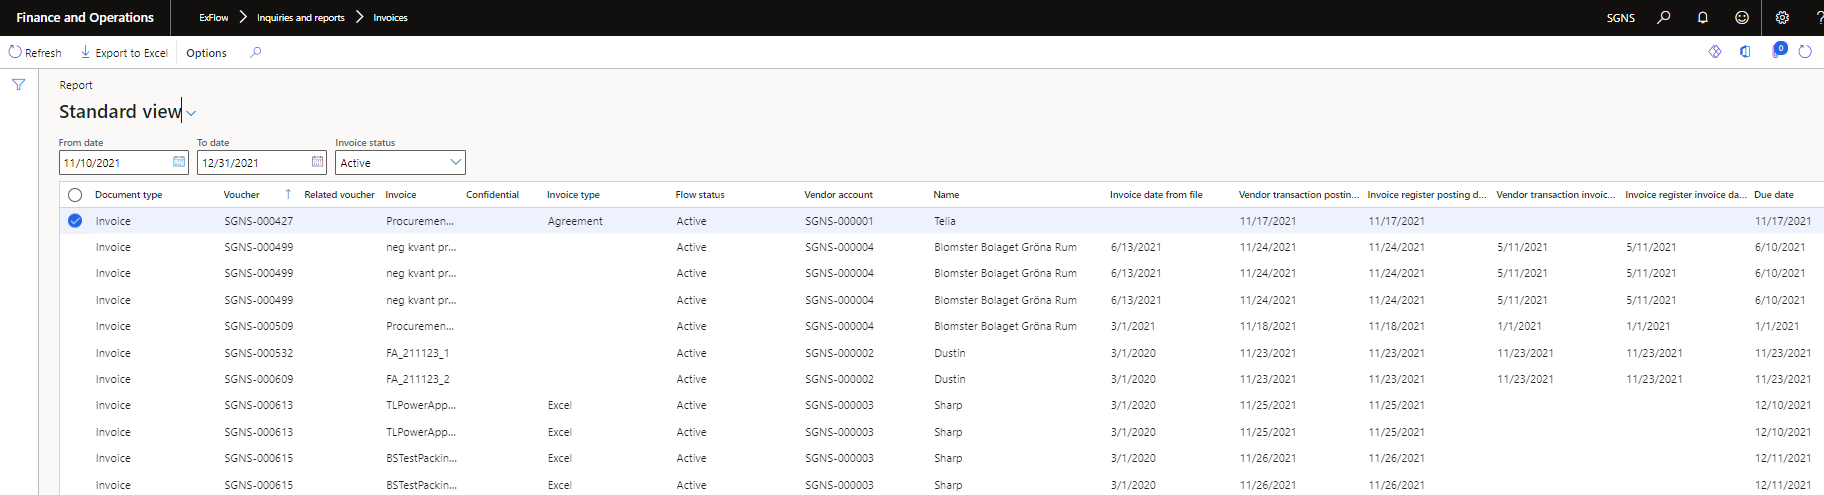 Finance and Operations ExFlow Inquiries and reports Invoices SGNS ?
Refresh Export to Excel Options 0
Report
Standard view
From date To date Invoice status
11/10/2021 12/31/2021 Active
Document type Voucher Related voucher Invoice Confidential Invoice type Flow status Vendor account Name Invoice date from file Vendor transaction postin... Invoice register posting d... Vendor transaction invoic... Invoice register invoice da... Due date
Invoice SGNS-000427 Procuremen... Agreement Active SGNS-000001 Telia 11/17/2021 11/17/2021 11/17/2021
Invoice SGNS-000499 neg kvant pr... Active SGNS-000004 Blomster Bolaget Gröna Rum 6/13/2021 11/24/2021 11/24/2021 5/11/2021 5/11/2021 6/10/2021
Invoice SGNS-000499 neg kvant pr... Active SGNS-000004 Blomster Bolaget Gröna Rum 6/13/2021 11/24/2021 11/24/2021 5/11/2021 5/11/2021 6/10/2021
Invoice SGNS-000499 neg kvant pr... Active SGNS-000004 Blomster Bolaget Gröna Rum 6/13/2021 11/24/2021 11/24/2021 5/11/2021 5/11/2021 6/10/2021
Invoice SGNS-000509 Procuremen... Active SGNS-000004 Blomster Bolaget Gröna Rum 3/1/2021 11/18/2021 11/18/2021 1/1/2021 1/1/2021 1/1/2021
Invoice SGNS-000532 FA_211123_1 Active SGNS-000002 Dustin 3/1/2020 11/23/2021 11/23/2021 11/23/2021 11/23/2021 11/23/2021
Invoice SGNS-000609 FA_211123_2 Active SGNS-000002 Dustin 3/1/2020 11/23/2021 11/23/2021 11/23/2021 11/23/2021 11/23/2021
Invoice SGNS-000613 TLPowerApp... Excel Active SGNS-000003 Sharp 3/1/2020 11/25/2021 11/25/2021 12/10/2021
Invoice SGNS-000613 TLPowerApp... Excel Active SGNS-000003 Sharp 3/1/2020 11/25/2021 11/25/2021 12/10/2021
Invoice SGNS-000615 BSTestPackin... Excel Active SGNS-000003 Sharp 3/1/2020 11/26/2021 11/26/2021 12/11/2021
Invoice SGNS-000615 BSTestPackin... Excel Active SGNS-000003 Sharp 3/1/2020 11/26/2021 11/26/2021 12/11/2021